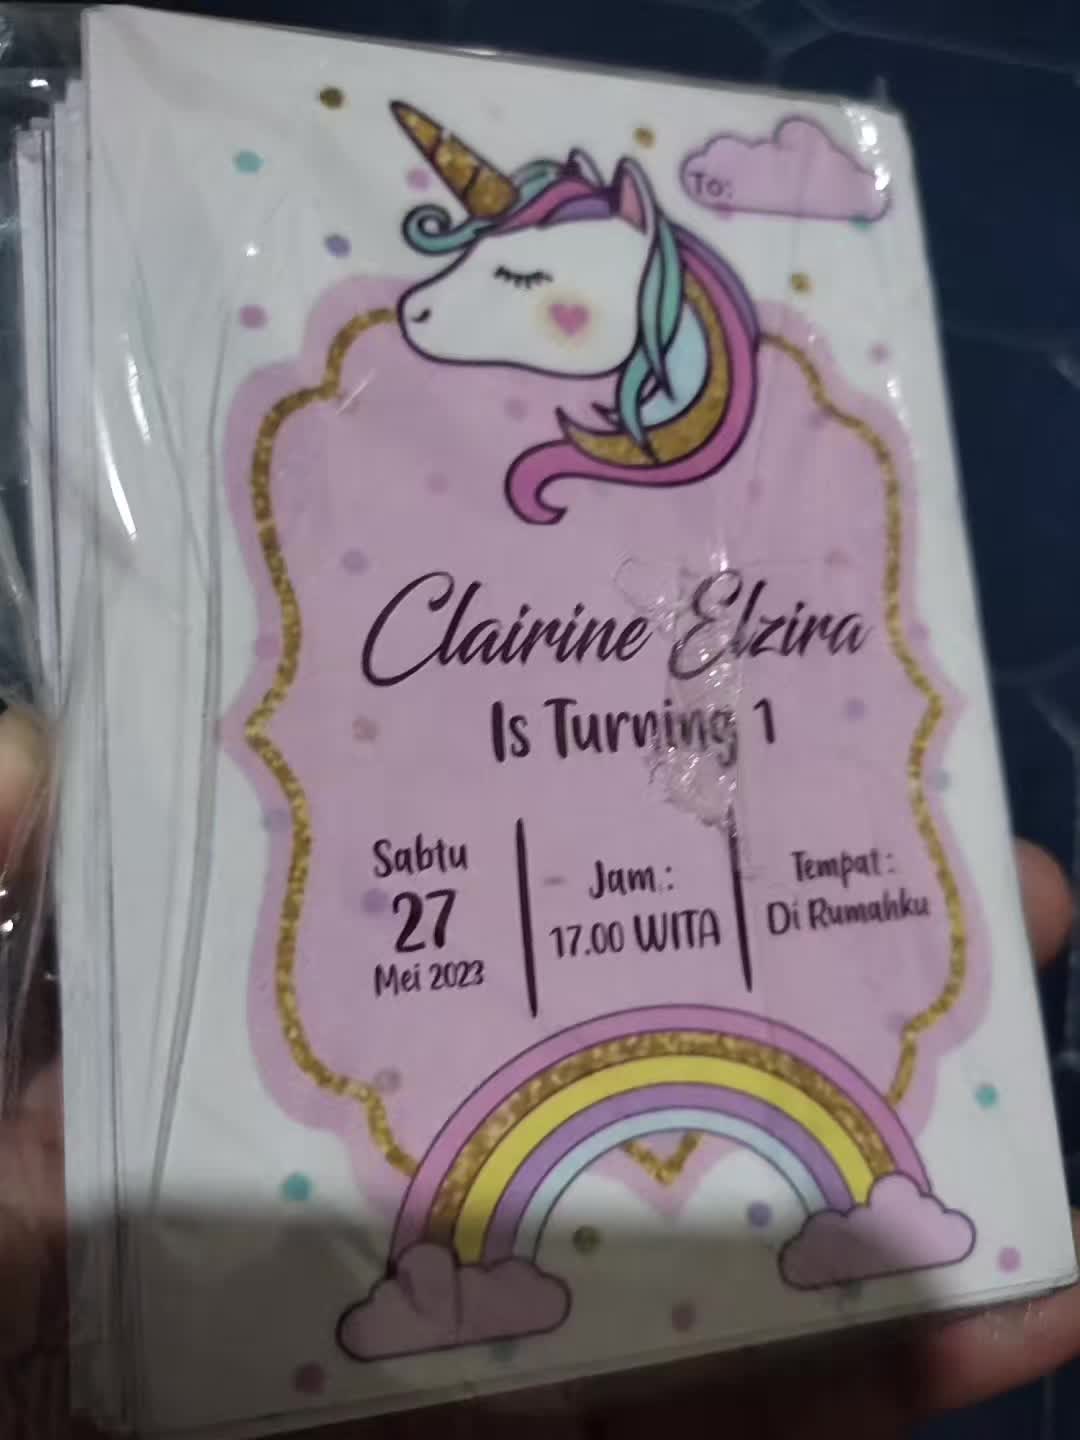 To:
Clairine Elzira
Is Turning 1
Sabtu
27
Mei 2023
Jam :
17.00 WITA
Tempat :
Di Rumahku